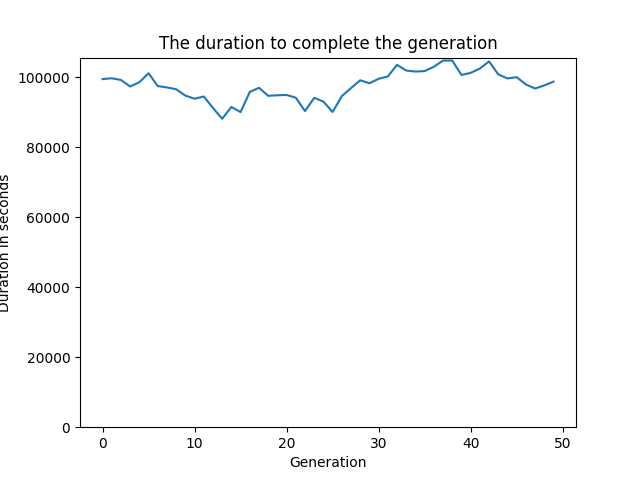 The duration to complete the generation
100000
80000
60000
40000
20000
0
Duration in seconds
0 10 20 30 40 50
Generation